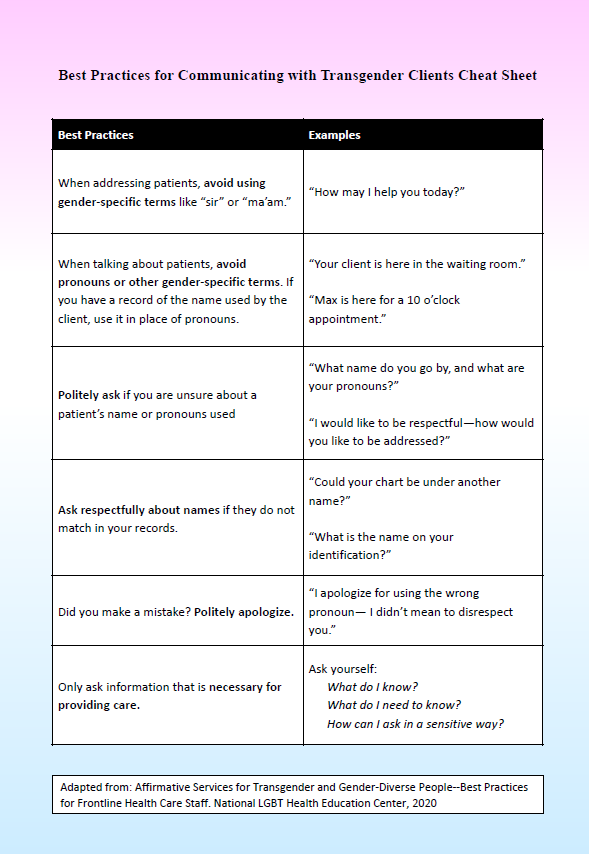 Best Practices for Communicating with Transgender Clients Cheat Sheet
Best Practices
Examples
When addressing patients, avoid using
gender-specific terms like “sir” or “ma’am.”
“How may I help you today?”
When talking about patients, avoid
pronouns or other gender-specific terms. If
you have a record of the name used by the
client, use it in place of pronouns.
“Your client is here in the waiting room.”
“Max is here for a 10 o’clock
appointment.”
Politely ask if you are unsure about a
patient’s name or pronouns used
“What name do you go by, and what are
your pronouns?”
“I would like to be respectful—how would
you like to be addressed?”
Ask respectfully about names if they do not
match in your records.
“Could your chart be under another
name?”
“What is the name on your
identification?”
Did you make a mistake? Politely apologize.
“I apologize for using the wrong
pronoun— I didn’t mean to disrespect
you.”
Only ask information that is necessary for
providing care.
Ask yourself:
What do I know?
What do I need to know?
How can I ask in a sensitive way?
Adapted from: Affirmative Services for Transgender and Gender-Diverse People--Best Practices
for Frontline Health Care Staff. National LGBT Health Education Center, 2020